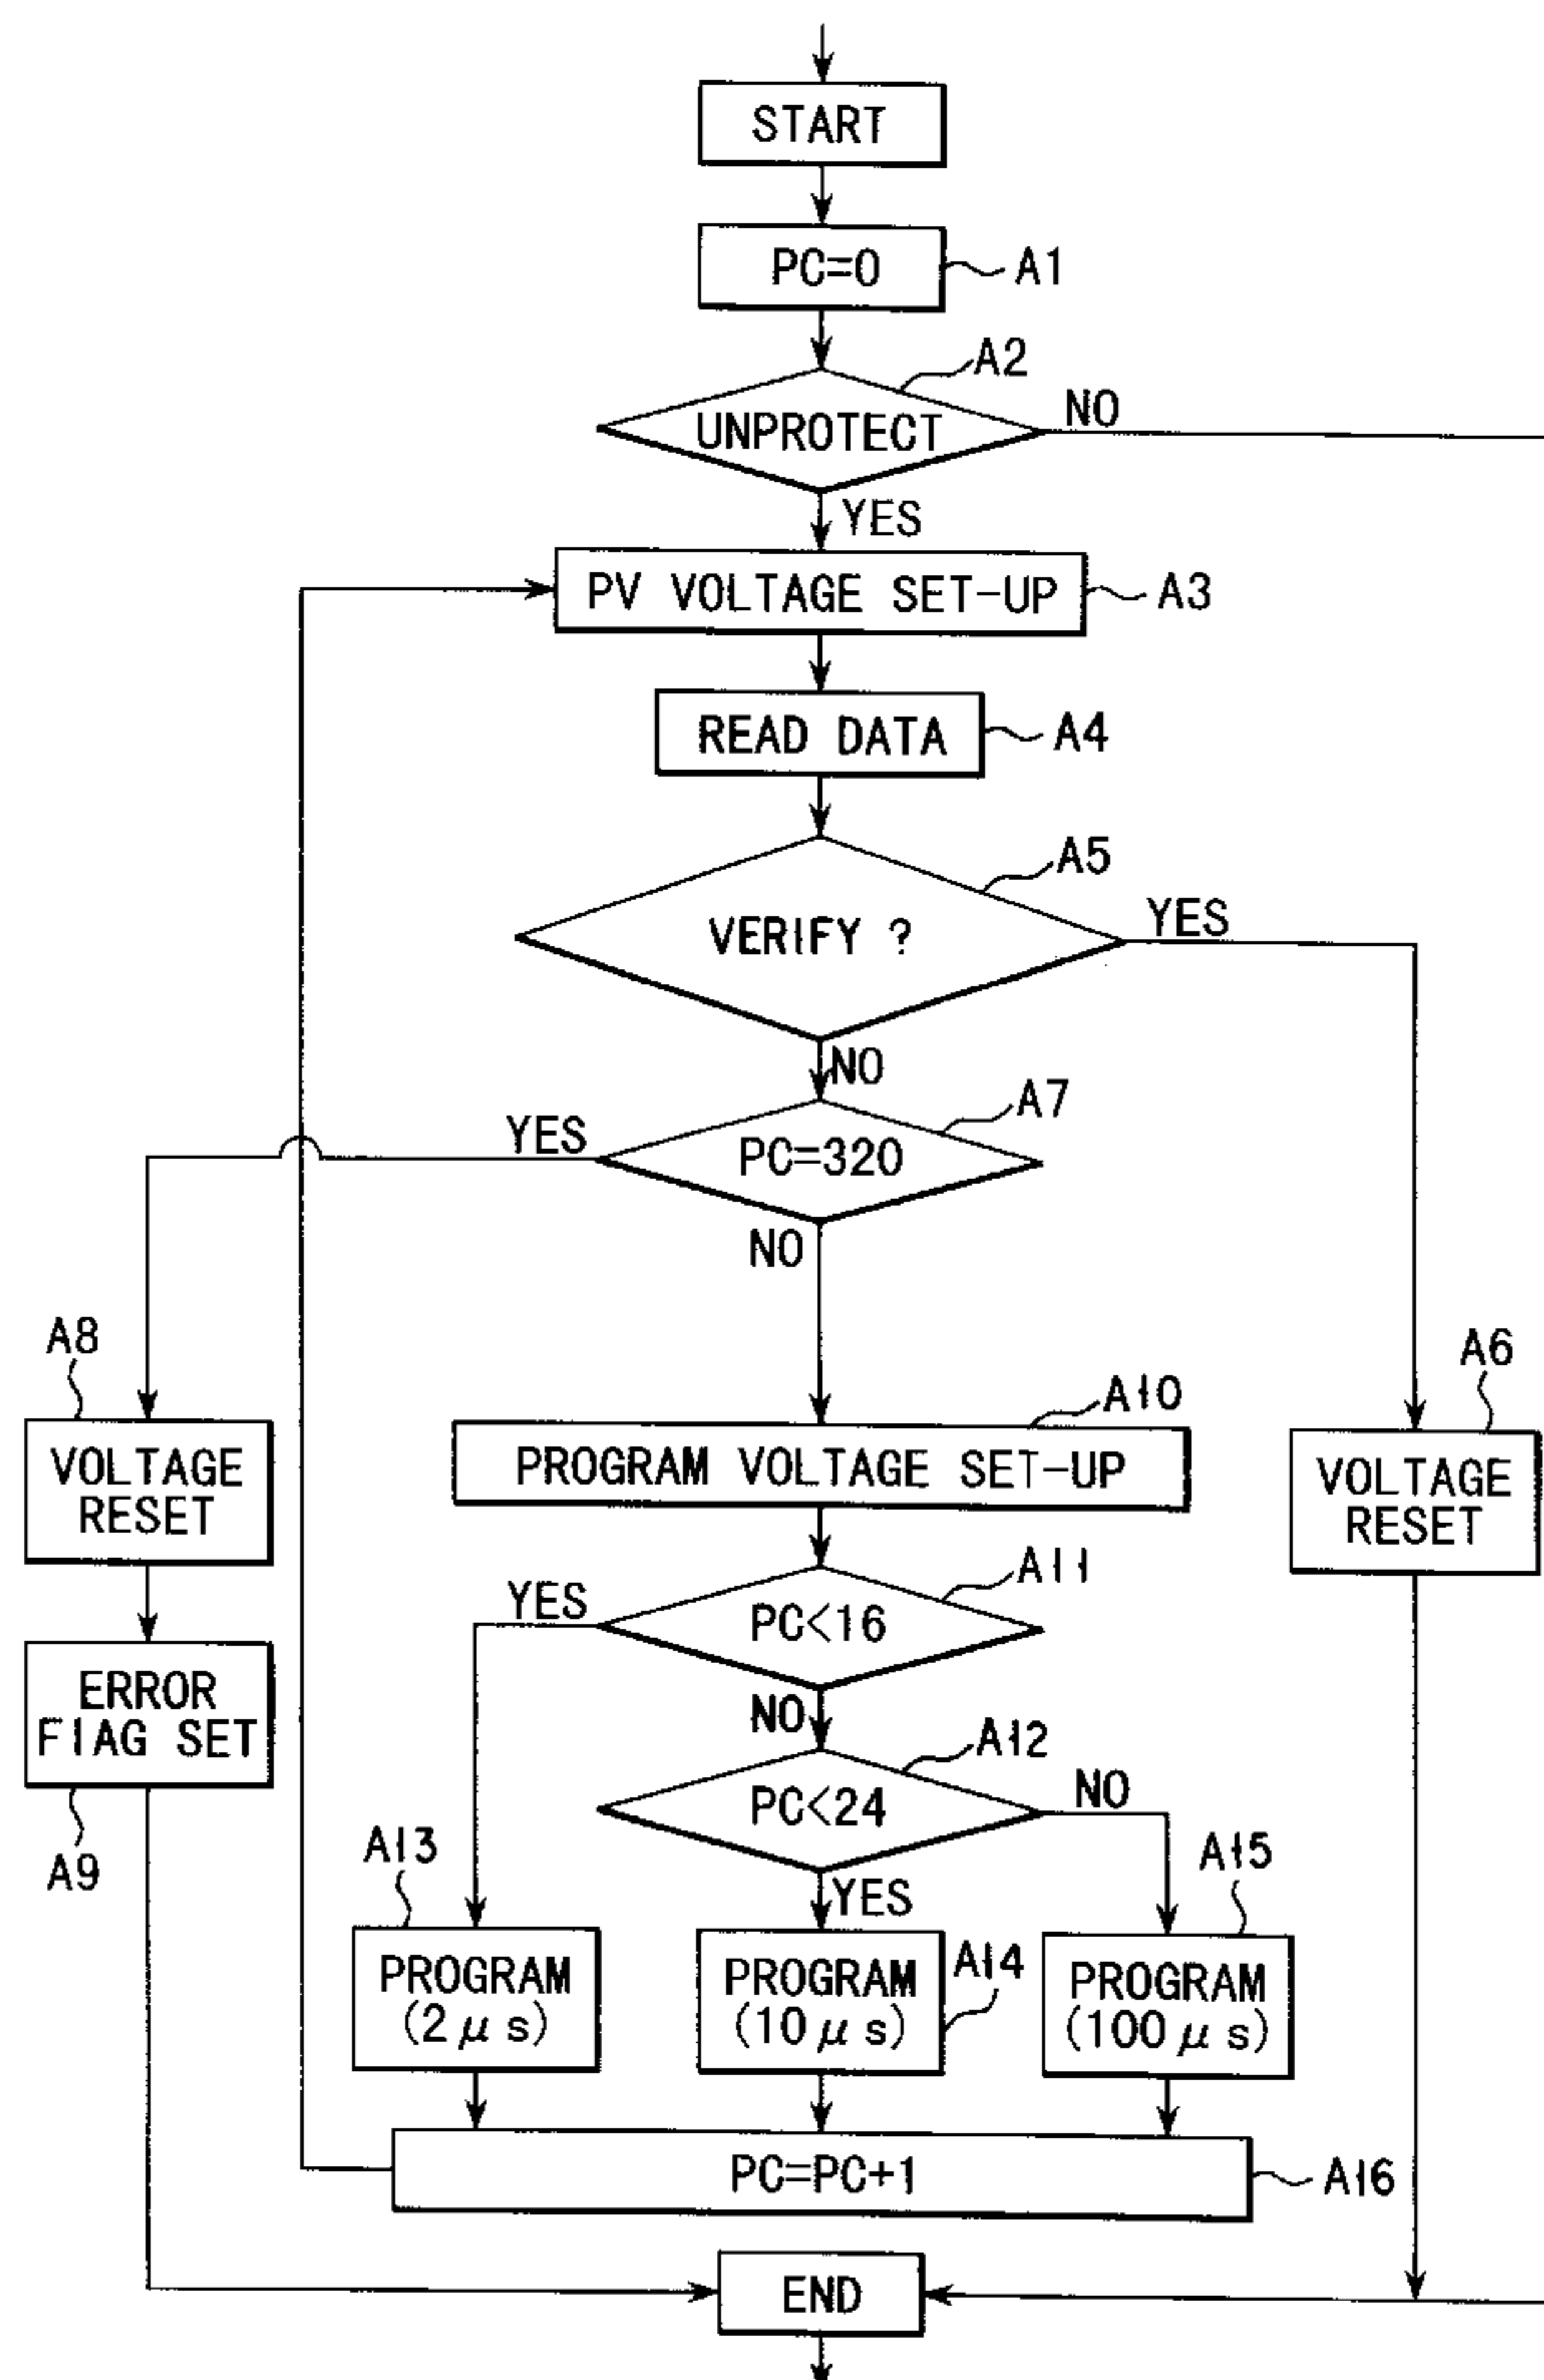 START
PC=0
A1
A2
UNPROTECT
NO
YES
PV VOLTAGE SET-UP
A3
READ DATA
A4
A5
VERIFY ?
YES
NO
A7
YES
PC=320
NO
A8
A6
A10
VOLTAGE
RESET
PROGRAM VOLTAGE SET-UP
VOLTAGE
RESET
A11
YES
PC<16
ERROR
FIAG SET
NO
A12
PC<24
NO
A9
A13
A15
YES
PROGRAM
(2μs)
PROGRAM
(10μs)
A14
PROGRAM
(100μs)
PC=PC+1
A16
END